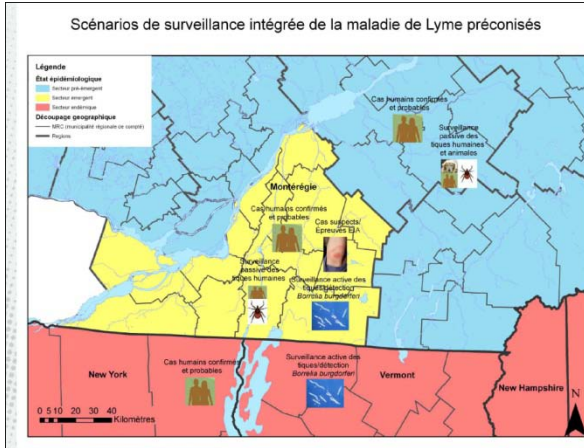 Scénarios de surveillance intégrée de la maladie de Lyme préconisés
Légende
État épidémiologique
Secteur pré-émergent
Secteur émergent
Secteur endémique
Découpage géographique
MRC (municipalité régionale de comté)
Régions
Cas humains confirmés
et probables
Surveillance
passive des
tiques humaines
et animales
Montérégie
Cas humains confirmés
et probables
Cas suspects/
Épreuves EIA
Surveillance
passive des
tiques humaines
Surveillance active des
tiques/détection
Borrelia burgdorferi
Cas humains confirmés
et probables
Surveillance active des
tiques/détection
Borrelia burgdorferi
New York
Vermont
New Hampshire
N
0 5 10 20 30 40
Kilomètres